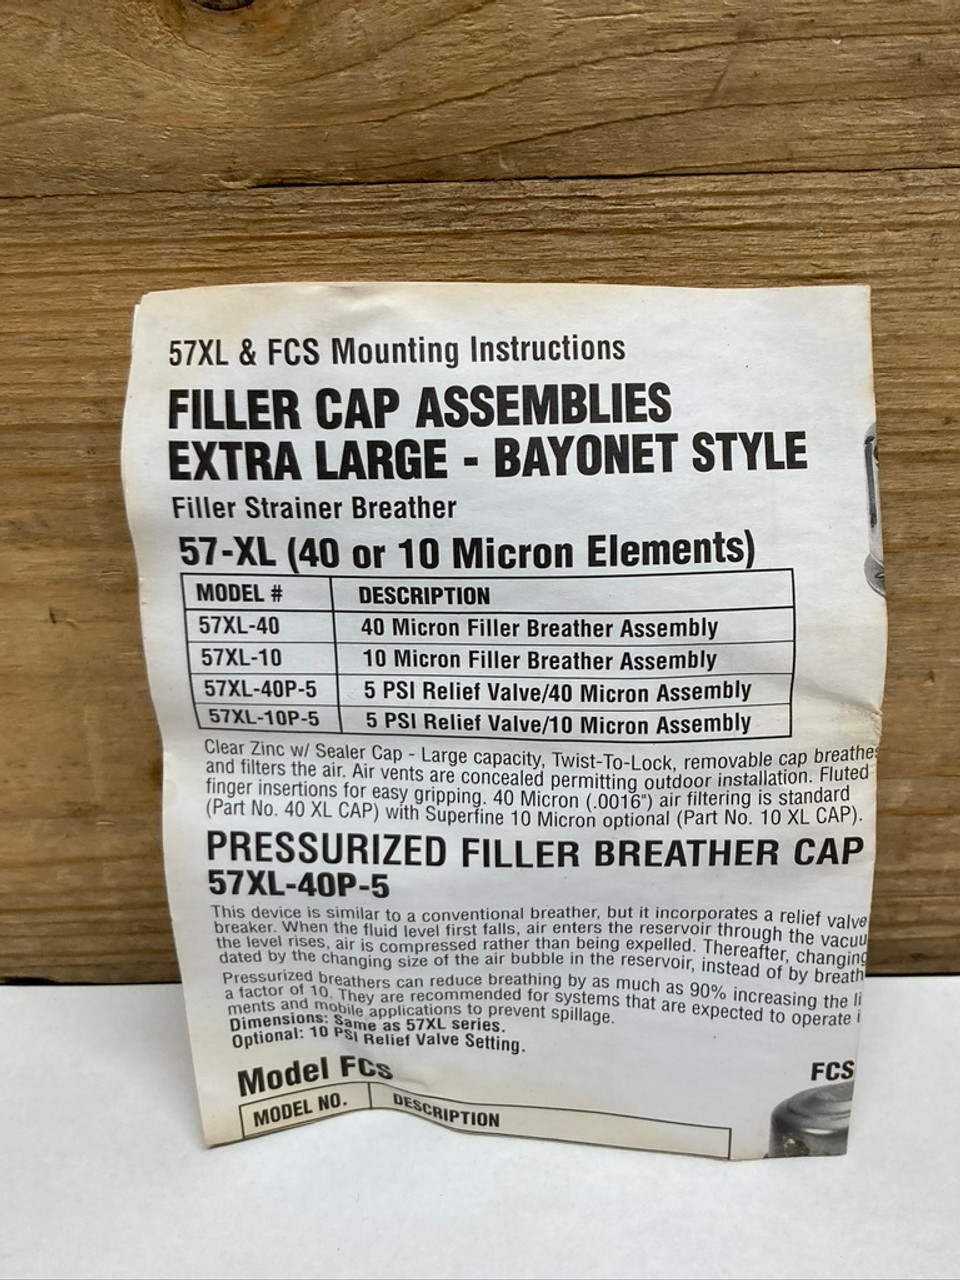 57XL & FCS Mounting Instructions
FILLER CAP ASSEMBLIES
EXTRA LARGE - BAYONET STYLE
Filler Strainer Breather
57-XL (40 or 10 Micron Elements)
MODEL # DESCRIPTION
57XL-40 40 Micron Filler Breather Assembly
57XL-10 10 Micron Filler Breather Assembly
57XL-40P-5 5 PSI Relief Valve/40 Micron Assembly
57XL-10P-5 5 PSI Relief Valve/10 Micron Assembly
Clear Zinc w/ Sealer Cap - Large capacity, Twist-To-Lock, removable cap breathes
and filters the air. Air vents are concealed permitting outdoor installation. Fluted
finger insertions for easy gripping. 40 Micron (.0016") air filtering is standard
(Part No. 40 XL CAP) with Superfine 10 Micron optional (Part No. 10 XL CAP).
PRESSURIZED FILLER BREATHER CAP
57XL-40P-5
This device is similar to a conventional breather, but it incorporates a relief valve
breaker. When the fluid level first falls, air enters the reservoir through the vacuu
the level rises, air is compressed rather than being expelled. Thereafter, changing
dated by the changing size of the air bubble in the reservoir, instead of by breath
Pressurized breathers can reduce breathing by as much as 90% increasing the li
a factor of 10. They are recommended for systems that are expected to operate i
ments and mobile applications to prevent spillage.
Dimensions: Same as 57XL series.
Optional: 10 PSI Relief Valve Setting.
Model FCS
FCS
MODEL NO. DESCRIPTION